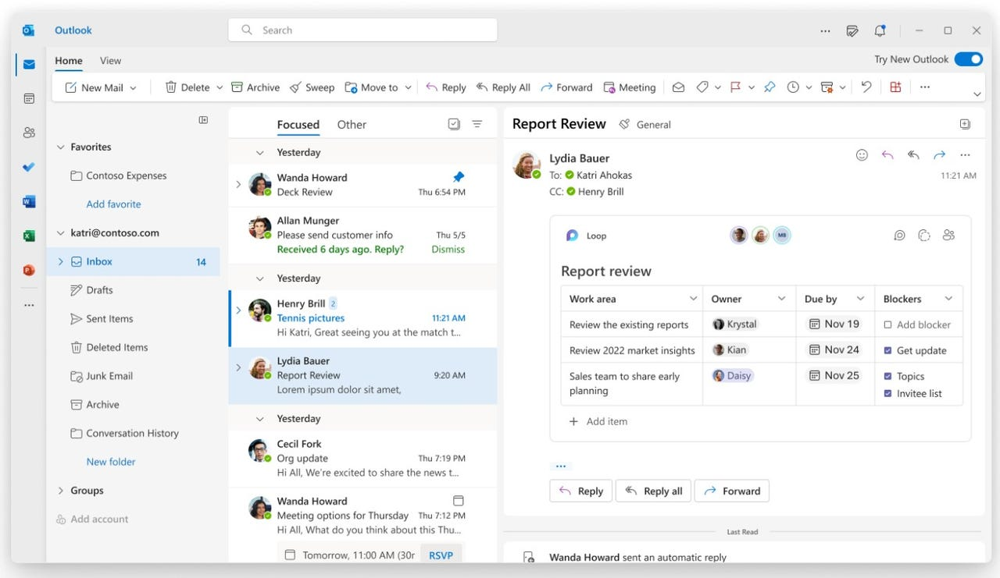 Outlook
Search
Home
View
Try New Outlook
New Mail
Delete
Archive
Sweep
Move to
Reply
Reply All
Forward
Meeting
Favorites
Contoso Expenses
Add favorite
katri@contoso.com
Inbox 14
Drafts
Sent Items
Deleted Items
Junk Email
Archive
Conversation History
New folder
Groups
Add account
Focused
Other
Yesterday
Wanda Howard
Deck Review Thu 6:54 PM
Allan Munger
Please send customer info Thu 5/5
Received 6 days ago. Reply? Dismiss
Yesterday
Henry Brill 2
Tennis pictures 11:21 AM
Hi Katri, Great seeing you at the match t...
Lydia Bauer
Report Review 9:20 AM
Lorem ipsum dolor sit amet,
Yesterday
Cecil Fork
Org update Thu 7:19 PM
Hi All, We're excited to share the news t...
Wanda Howard
Meeting options for Thursday Thu 7:12 PM
Hi All, What do you think about this Thu...
Tomorrow, 11:00 AM (30r RSVP
Report Review General
Lydia Bauer
To: Katri Ahokas 11:21 AM
CC: Henry Brill
Loop MB
Report review
Work area Owner Due by Blockers
Review the existing reports Krystal Nov 19 Add blocker
Review 2022 market insights Kian Nov 24 Get update
Sales team to share early planning Daisy Nov 25 Topics
Invitee list
Add item
Reply Reply all Forward
Last Read
Wanda Howard sent an automatic reply